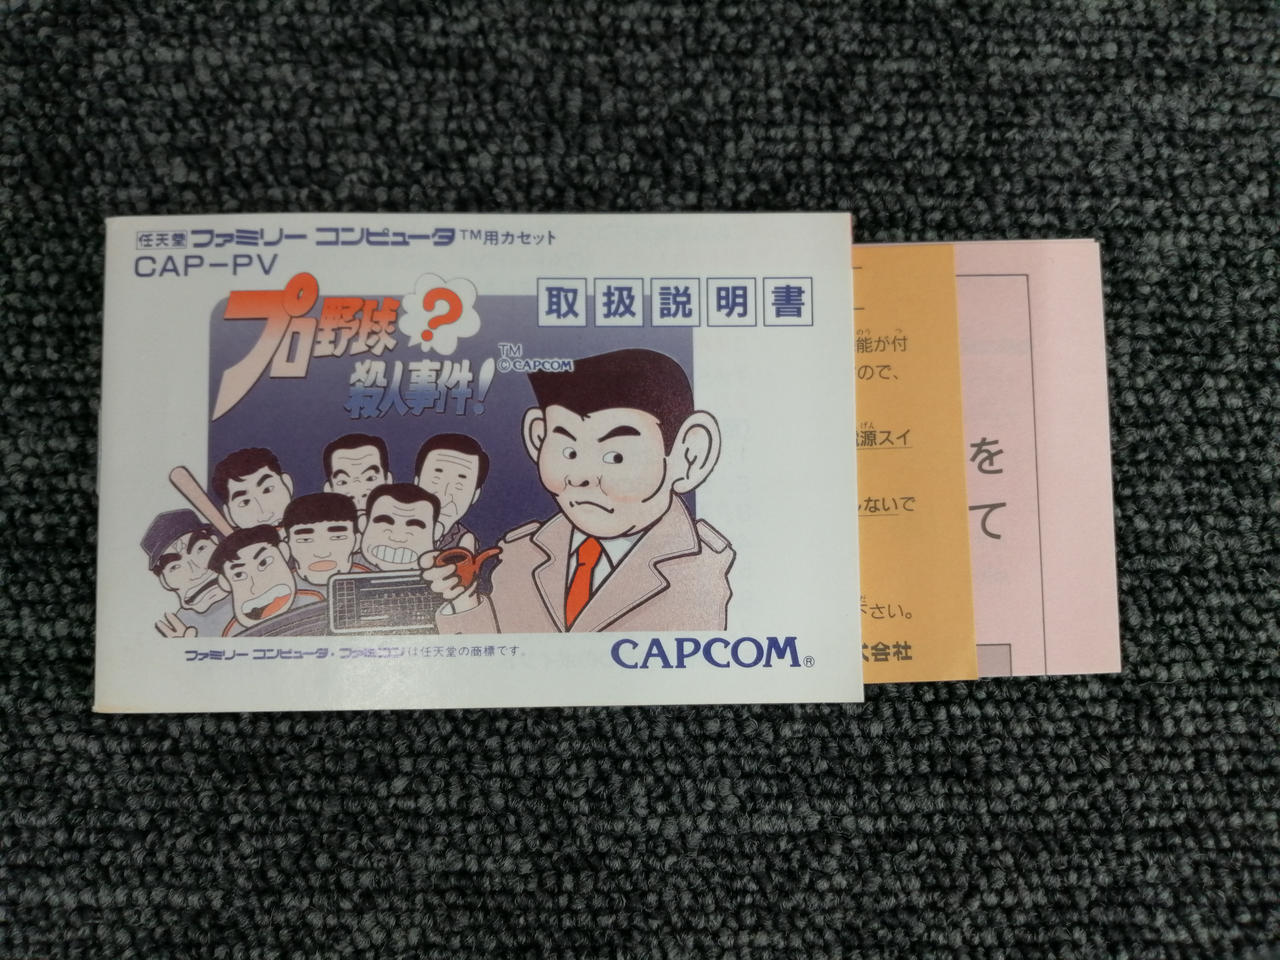 任天堂 ファミリー コンピュータ™用カセット
CAP-PV
取扱説明書
プロ野球?
殺人事件!
TM
©CAPCOM
ファミリー コンピュータ・ファミコンは任天堂の商標です。
CAPCOM®
能が付
ので、
源スイ
ないで
さい。
会社
を
て